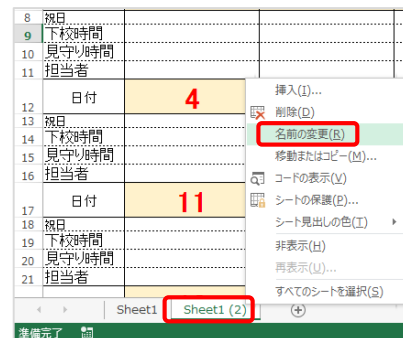 8 祝日
9 下校時間
10 見守り時間
11 担当者
12 日付 4
13 祝日
14 下校時間
15 見守り時間
16 担当者
17 日付 11
18 祝日
19 下校時間
20 見守り時間
21 担当者
挿入(I)...
削除(D)
名前の変更(R)
移動またはコピー(M)...
コードの表示(V)
シートの保護(P)...
シート見出しの色(T)
非表示(H)
再表示(U)...
すべてのシートを選択(S)
Sheet1 Sheet1 (2)
準備完了